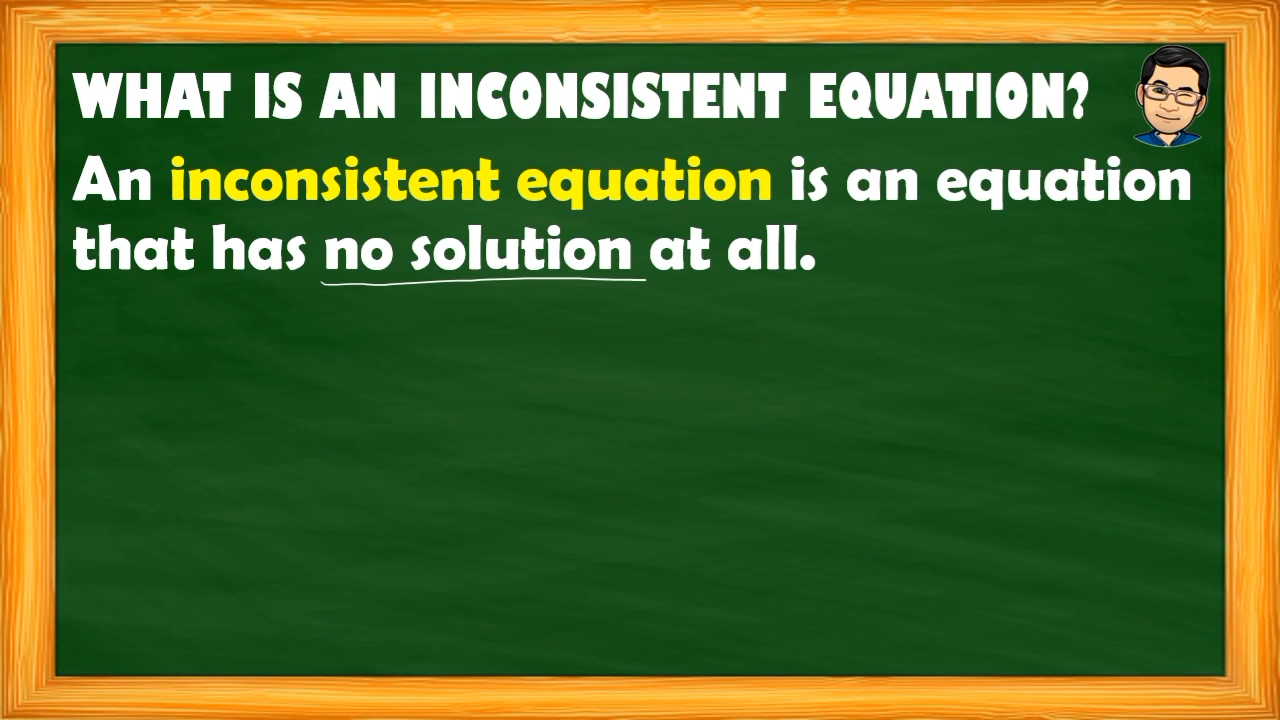 WHAT IS AN INCONSISTENT EQUATION?
An inconsistent equation is an equation
that has no solution at all.